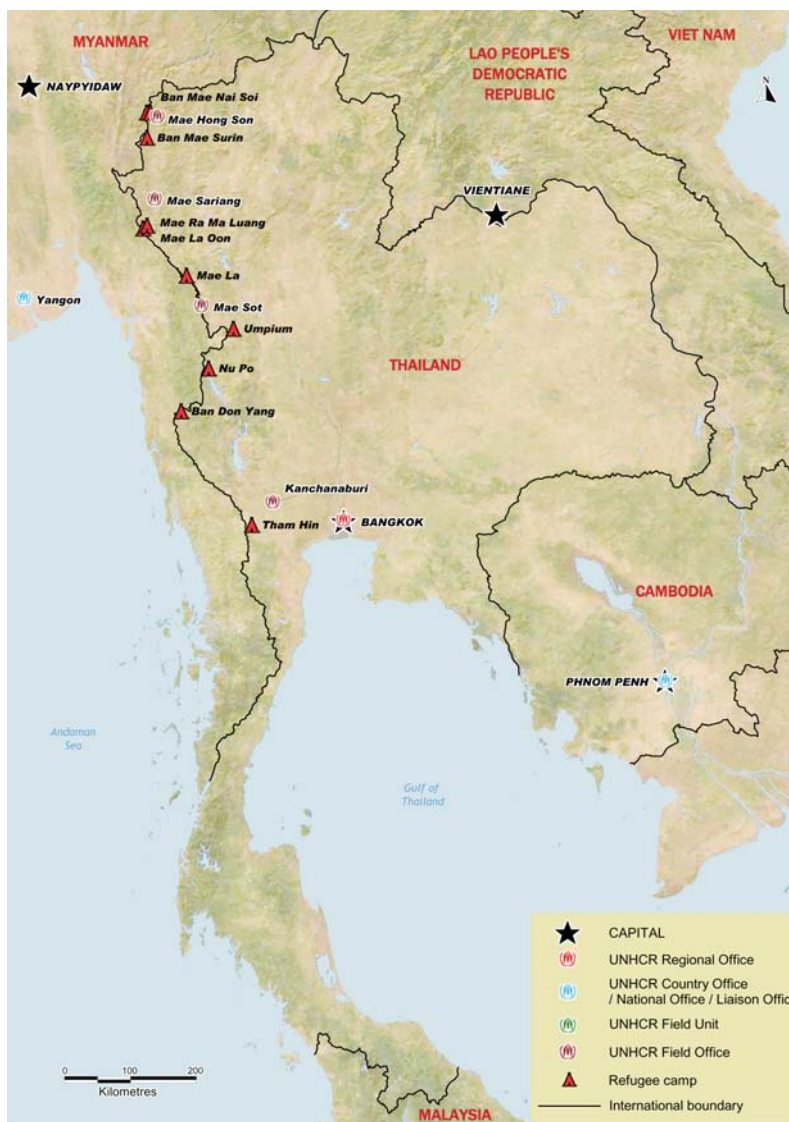 MYANMAR
VIET NAM
LAO PEOPLE'S
DEMOCRATIC
REPUBLIC
N
NAYPYIDAW
Ban Mae Nai Soi
Mae Hong Son
Ban Mae Surin
Mae Sariang
VIENTIANE
Mae Ra Ma Luang
Mae La Oon
Mae La
Yangon
Mae Sot
Umpium
THAILAND
Nu Po
Ban Don Yang
Kanchanaburi
Tham Hin
BANGKOK
CAMBODIA
PHNOM PENH
Andaman
Sea
Gulf of
Thailand
CAPITAL
UNHCR Regional Office
UNHCR Country Office
/ National Office / Liaison Offic
UNHCR Field Unit
UNHCR Field Office
Refugee camp
International boundary
0 100 200
Kilometres
MALAYSIA